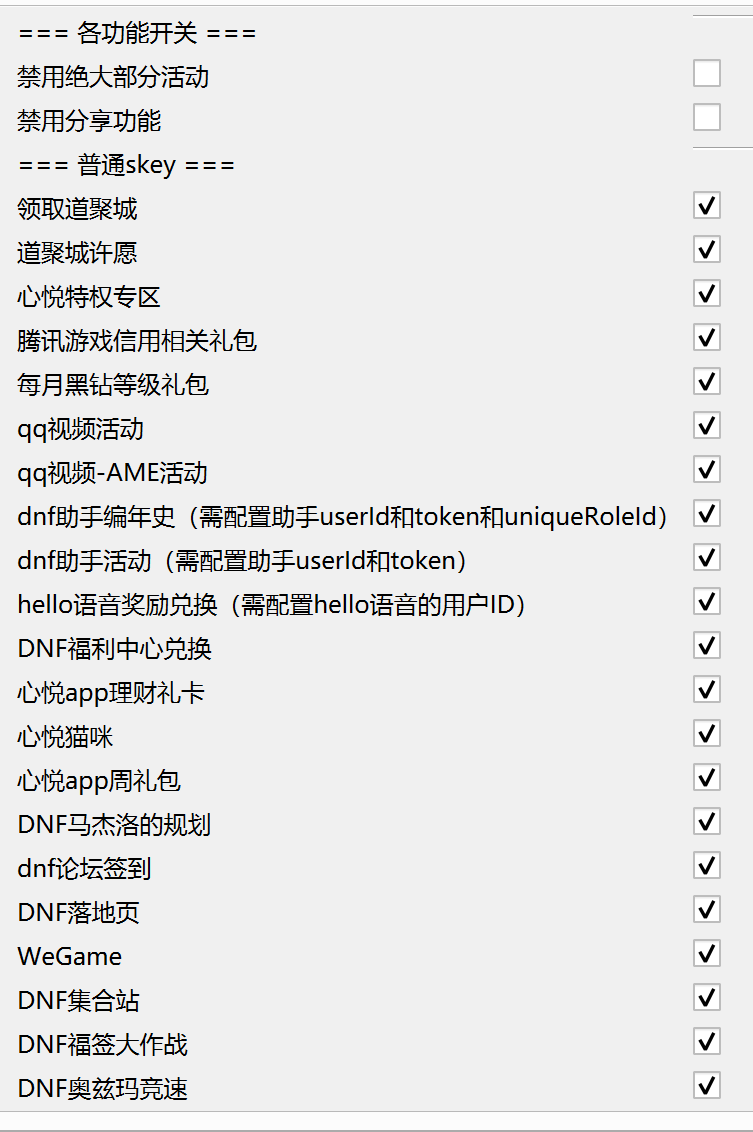 === 各功能开关 ===
禁用绝大部分活动
禁用分享功能
=== 普通skey ===
领取道聚城
道聚城许愿
心悦特权专区
腾讯游戏信用相关礼包
每月黑钻等级礼包
qq视频活动
qq视频-AME活动
dnf助手编年史（需配置助手userId和token和uniqueRoleId）
dnf助手活动（需配置助手userId和token）
hello语音奖励兑换（需配置hello语音的用户ID）
DNF福利中心兑换
心悦app理财礼卡
心悦猫咪
心悦app周礼包
DNF马杰洛的规划
dnf论坛签到
DNF落地页
WeGame
DNF集合站
DNF福签大作战
DNF奥兹玛竞速